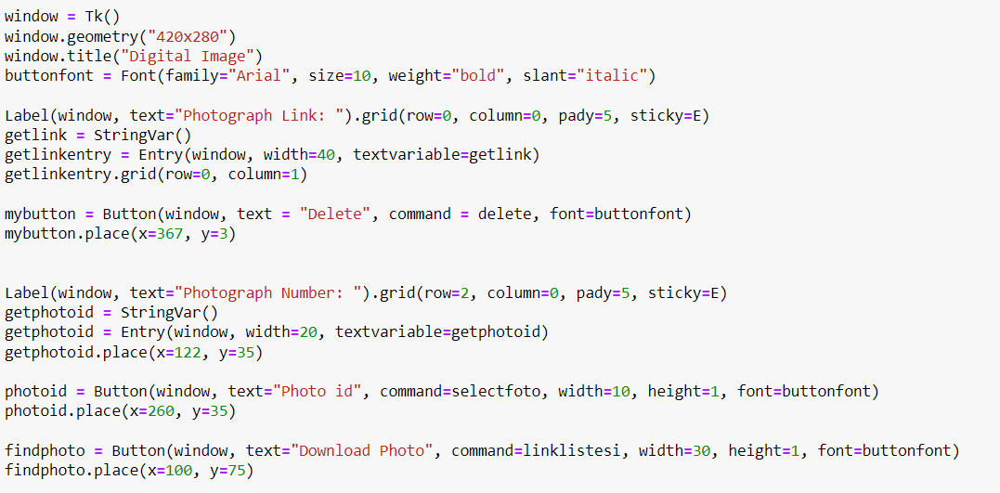 window = Tk()
window.geometry("420x280")
window.title("Digital Image")
buttonfont = Font(family="Arial", size=10, weight="bold", slant="italic")
Label(window, text="Photograph Link: ").grid(row=0, column=0, pady=5, sticky=E)
getlink = StringVar()
getlinkentry = Entry(window, width=40, textvariable=getlink)
getlinkentry.grid(row=0, column=1)
mybutton = Button(window, text = "Delete", command = delete, font=buttonfont)
mybutton.place(x=367, y=3)
Label(window, text="Photograph Number: ").grid(row=2, column=0, pady=5, sticky=E)
getphotoid = StringVar()
getphotoid = Entry(window, width=20, textvariable=getphotoid)
getphotoid.place(x=122, y=35)
photoid = Button(window, text="Photo id", command=selectfoto, width=10, height=1, font=buttonfont)
photoid.place(x=260, y=35)
findphoto = Button(window, text="Download Photo", command=linklistesi, width=30, height=1, font=buttonfont)
findphoto.place(x=100, y=75)